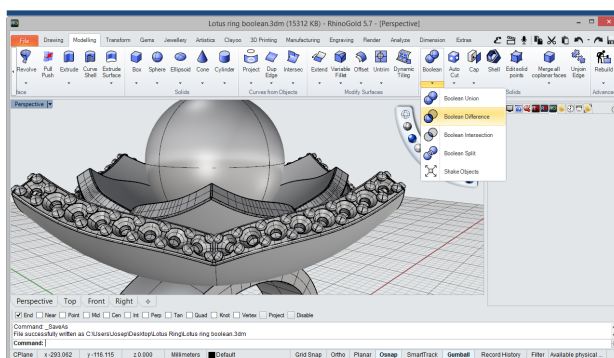 Lotus ring boolean.3dm (15312 KB) - RhinoGold 5.7 - [Perspective]
File Drawing Modelling Transform Gems Jewellery Artistics Clayoo 3D Printing Manufacturing Engraving Render Analyze Dimension Extras
Revolve Pull Push Extrude Curve Shell Extrude Surface Box Sphere Ellipsoid Cone Cylinder Project Dup Edge Intersec Extend Variable Fillet Offset Untrim Dynamic Tiling Boolean Auto Cut Cap Shell Edit solid points Merge all coplanar faces Unjoin Edge Rebuild
face Solids Curves from Objects Modify Surfaces Solids Advance
Perspective
Boolean Union
Boolean Difference
Boolean Intersection
Boolean Split
Shake Objects
Perspective Top Front Right
End Near Point Mid Cen Int Perp Tan Quad Knot Vertex Project Disable
Command: _SaveAs
File successfully written as C:\Users\Josep\Desktop\Lotus Ring\Lotus ring boolean.3dm
Command:
CPlane x -293.062 y -116.115 z 0.000 Millimeters Default Grid Snap Ortho Planar Osnap SmartTrack Gumball Record History Filter Available physical...